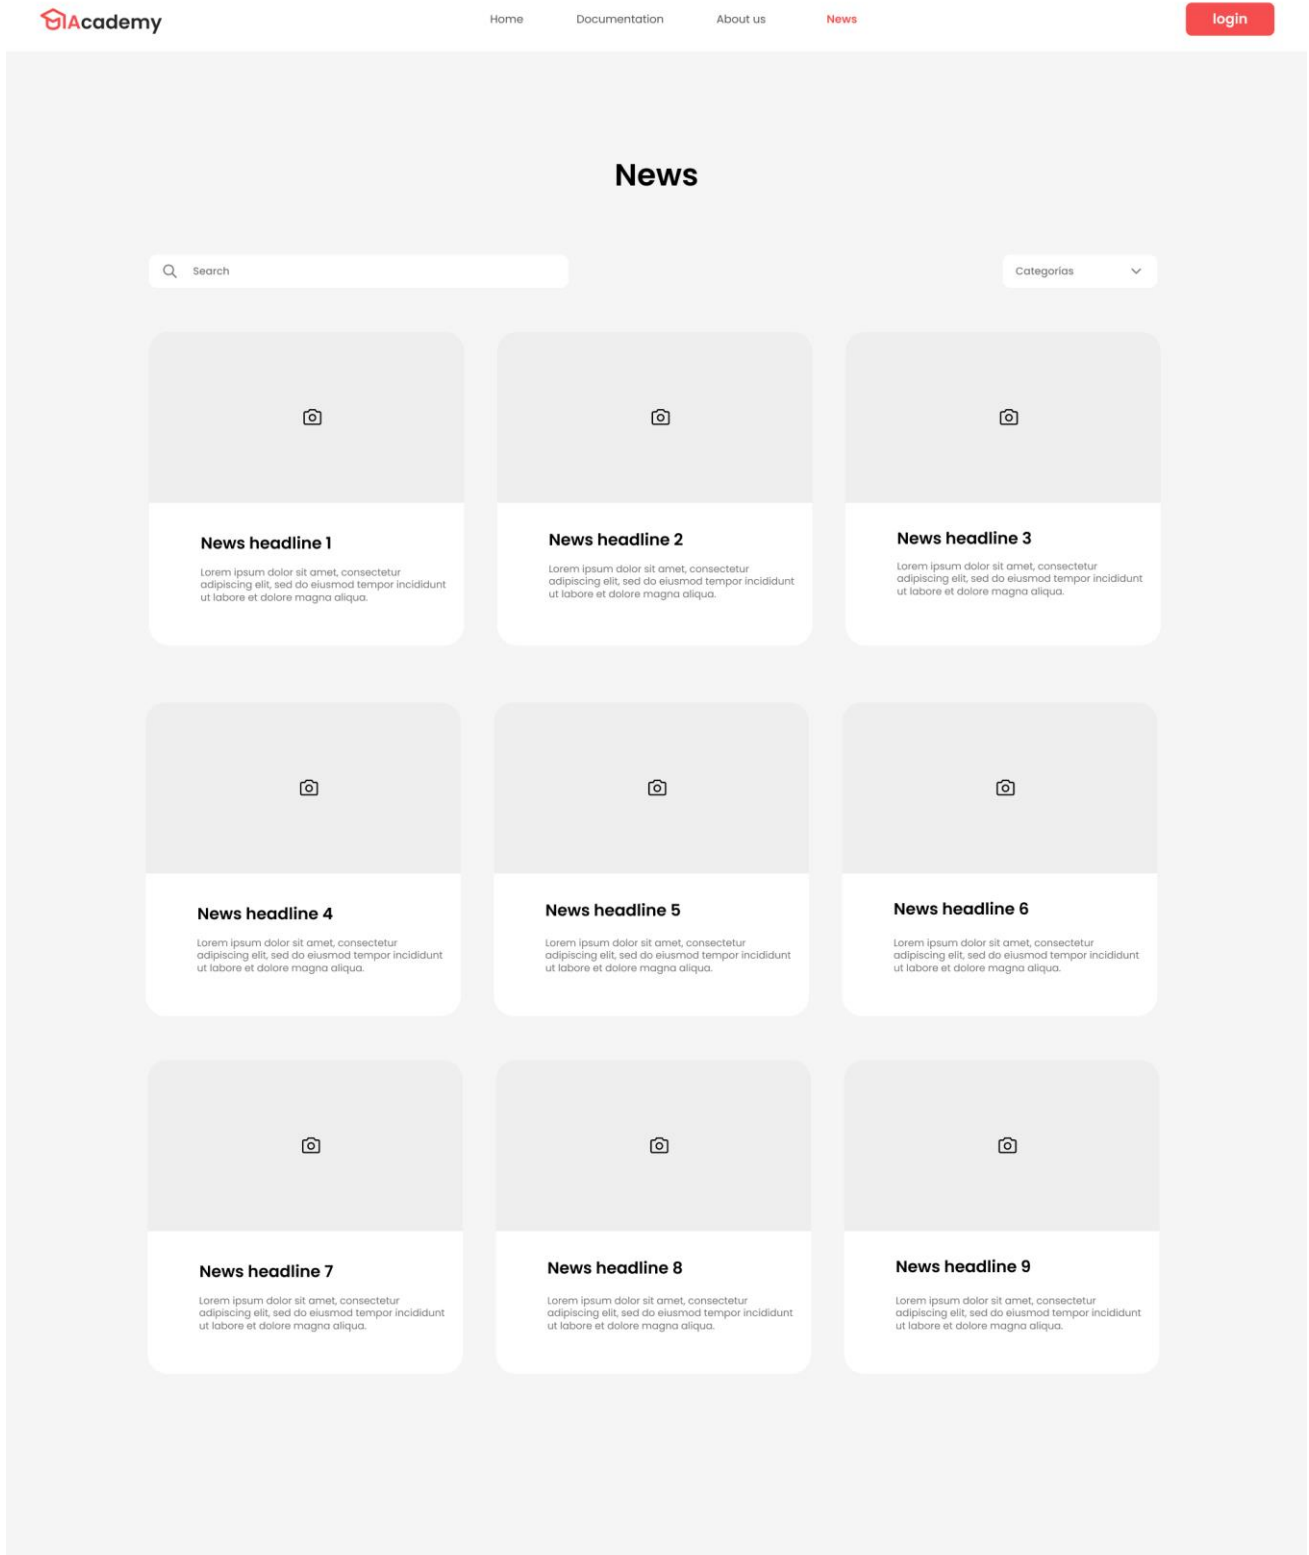 IAcademy
Home Documentation About us News login
News
Search Categorias
News headline 1
Lorem ipsum dolor sit amet, consectetur
adipiscing elit, sed do eiusmod tempor incididunt
ut labore et dolore magna aliqua.
News headline 2
Lorem ipsum dolor sit amet, consectetur
adipiscing elit, sed do eiusmod tempor incididunt
ut labore et dolore magna aliqua.
News headline 3
Lorem ipsum dolor sit amet, consectetur
adipiscing elit, sed do eiusmod tempor incididunt
ut labore et dolore magna aliqua.
News headline 4
Lorem ipsum dolor sit amet, consectetur
adipiscing elit, sed do eiusmod tempor incididunt
ut labore et dolore magna aliqua.
News headline 5
Lorem ipsum dolor sit amet, consectetur
adipiscing elit, sed do eiusmod tempor incididunt
ut labore et dolore magna aliqua.
News headline 6
Lorem ipsum dolor sit amet, consectetur
adipiscing elit, sed do eiusmod tempor incididunt
ut labore et dolore magna aliqua.
News headline 7
Lorem ipsum dolor sit amet, consectetur
adipiscing elit, sed do eiusmod tempor incididunt
ut labore et dolore magna aliqua.
News headline 8
Lorem ipsum dolor sit amet, consectetur
adipiscing elit, sed do eiusmod tempor incididunt
ut labore et dolore magna aliqua.
News headline 9
Lorem ipsum dolor sit amet, consectetur
adipiscing elit, sed do eiusmod tempor incididunt
ut labore et dolore magna aliqua.